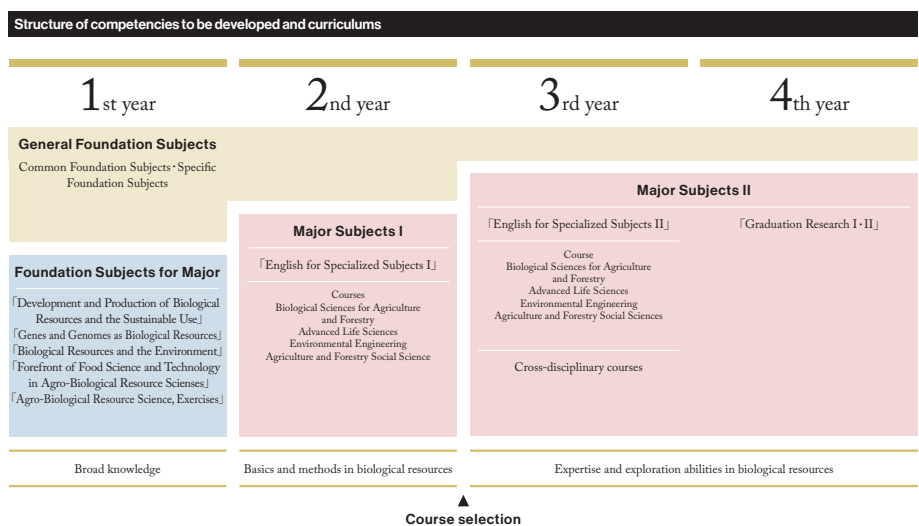 Structure of competencies to be developed and curriculums
1st year
2nd year
3rd year
4th year
General Foundation Subjects
Common Foundation Subjects・Specific
Foundation Subjects
Foundation Subjects for Major
「Development and Production of Biological
Resources and the Sustainable Use」
「Genes and Genomes as Biological Resources」
「Biological Resources and the Environment」
「Forefront of Food Science and Technology
in Agro-Biological Resource Scienses」
「Agro-Biological Resource Science, Exercises」
Major Subjects I
「English for Specialized Subjects I」
Courses
Biological Sciences for Agriculture
and Forestry
Advanced Life Sciences
Environmental Engineering
Agriculture and Forestry Social Science
Major Subjects II
「English for Specialized Subjects II」
Course
Biological Sciences for Agriculture
and Forestry
Advanced Life Sciences
Environmental Engineering
Agriculture and Forestry Social Sciences
Cross-disciplinary courses
「Graduation Research I・II」
Broad knowledge
Basics and methods in biological resources
Expertise and exploration abilities in biological resources
▲
Course selection